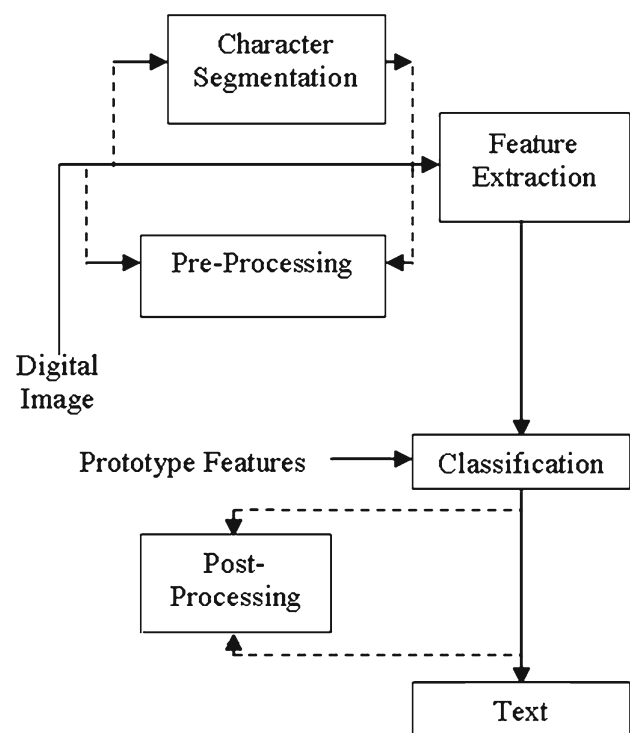 Character
Segmentation
Feature
Extraction
Pre-Processing
Digital
Image
Prototype Features
Classification
Post-
Processing
Text